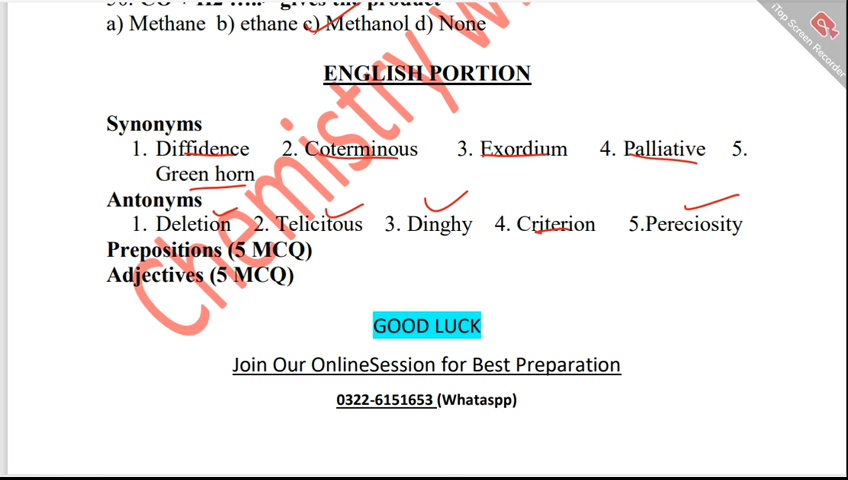 a) Methane b) ethane c) Methanol d) None
ENGLISH PORTION
Synonyms
1. Diffidence 2. Coterminous 3. Exordium 4. Palliative 5.
Green horn
Antonyms
1. Deletion 2. Telicitous 3. Dinghy 4. Criterion 5.Pereciosity
Prepositions (5 MCQ)
Adjectives (5 MCQ)
GOOD LUCK
Join Our OnlineSession for Best Preparation
0322-6151653 (Whataspp)
Chemistry W
iTop Screen Recorder